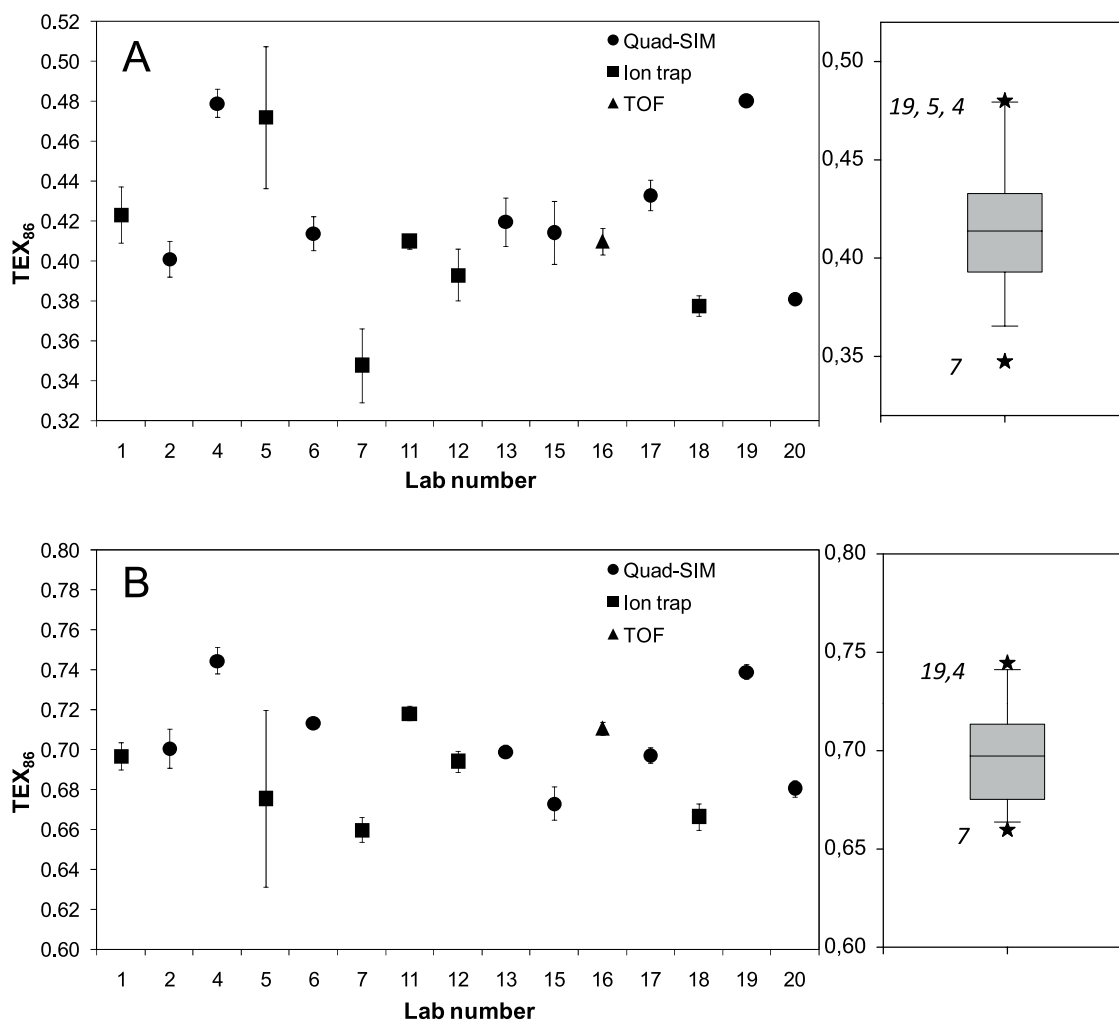 A
Quad-SIM
Ion trap
TOF
TEX86
0.52
0.50
0.48
0.46
0.44
0.42
0.40
0.38
0.36
0.34
0.32
1 2 4 5 6 7 11 12 13 15 16 17 18 19 20
Lab number
0,50
0,45
0,40
0,35
19, 5, 4
7
B
Quad-SIM
Ion trap
TOF
TEX86
0.80
0.78
0.76
0.74
0.72
0.70
0.68
0.66
0.64
0.62
0.60
1 2 4 5 6 7 11 12 13 15 16 17 18 19 20
Lab number
0,80
0,75
0,70
0,65
0,60
19,4
7